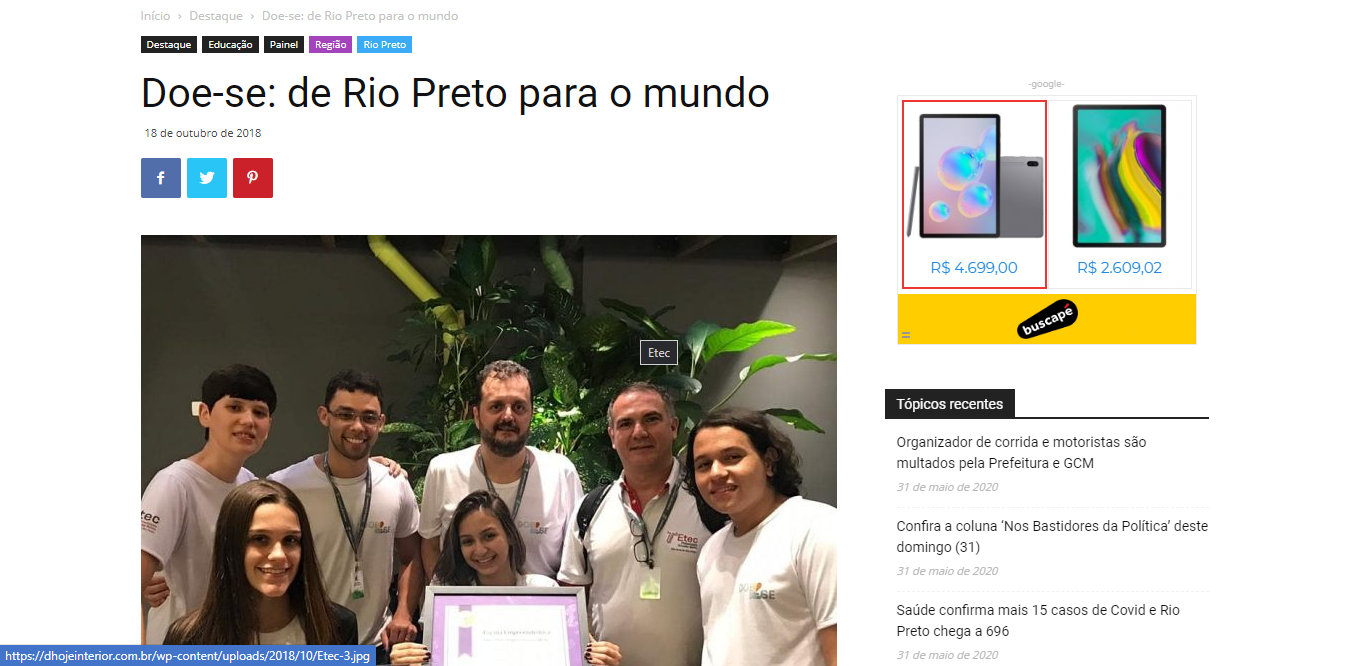 Início › Destaque › Doe-se: de Rio Preto para o mundo
Destaque Educação Painel Região Rio Preto
Doe-se: de Rio Preto para o mundo
18 de outubro de 2018
-google-
R$ 4.699,00 R$ 2.609,02
buscapé
Etec
etec
Etec
Tópicos recentes
Organizador de corrida e motoristas são
multados pela Prefeitura e GCM
31 de maio de 2020
Confira a coluna ‘Nos Bastidores da Política’ deste
domingo (31)
31 de maio de 2020
Saúde confirma mais 15 casos de Covid e Rio
Preto chega a 696
31 de maio de 2020
https://dhojeinterior.com.br/wp-content/uploads/2018/10/Etec-3.jpg